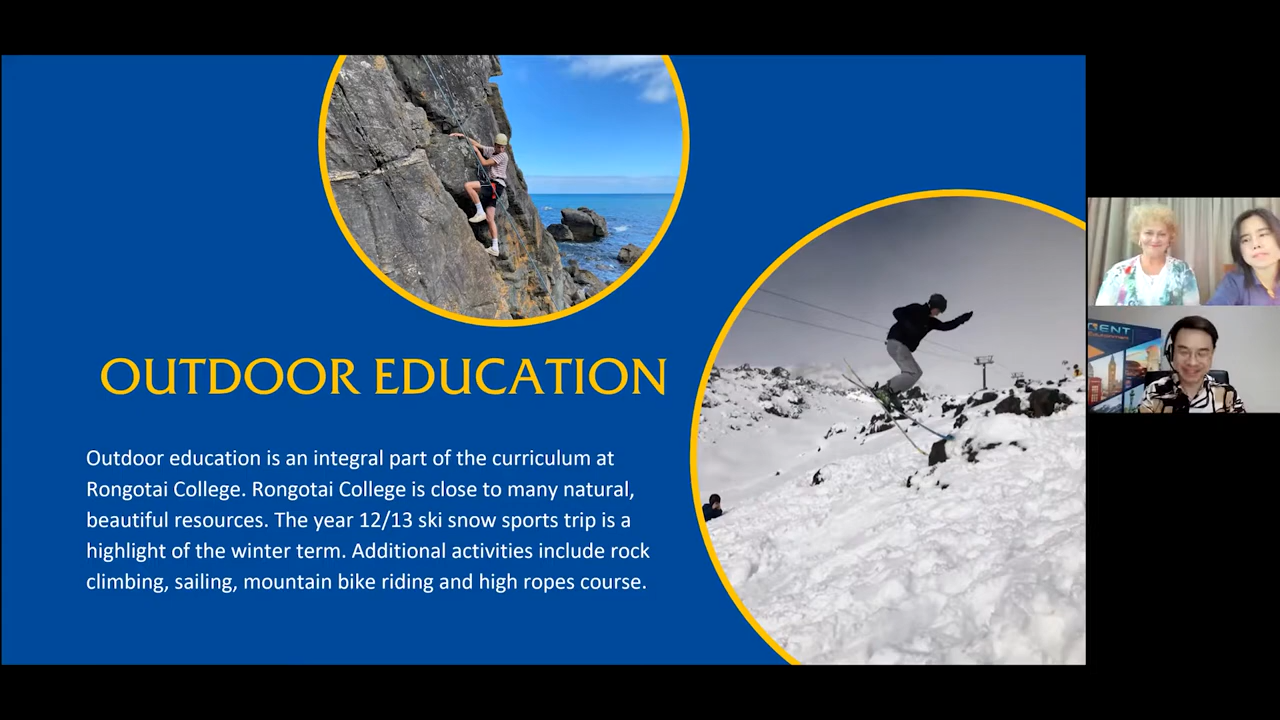 OUTDOOR EDUCATION
Outdoor education is an integral part of the curriculum at
Rongotai College. Rongotai College is close to many natural,
beautiful resources. The year 12/13 ski snow sports trip is a
highlight of the winter term. Additional activities include rock
climbing, sailing, mountain bike riding and high ropes course.
ENT